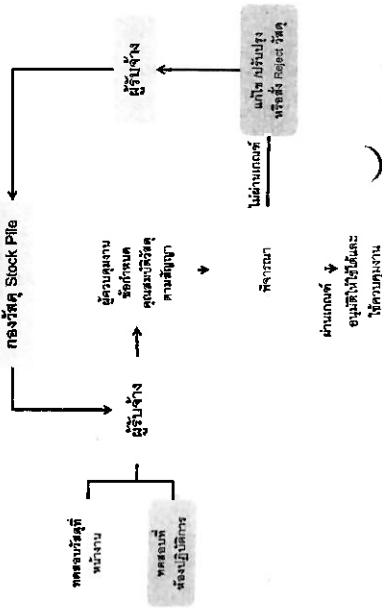 กองวัสดุ Stock Pile
ทดสอบวัสดุที่
หน้างาน
ทดสอบที่
ห้องปฏิบัติการ
ผู้รับจ้าง
ผู้ควบคุมงาน
ข้อกำหนด
คุณสมบัติวัสดุ
ตามสัญญา
พิจารณา
ผ่านเกณฑ์
อนุมัติให้ใช้ได้และ
ใช้ควบคุมงาน
ไม่ผ่านเกณฑ์
แก้ไข /ปรับปรุง
หรือสั่ง Reject วัสดุ
ผู้รับจ้าง